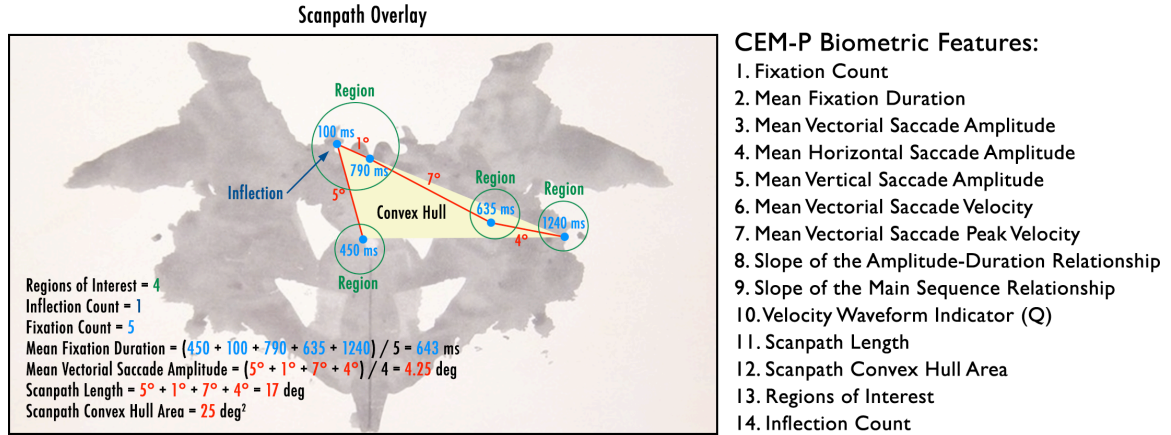 Scanpath Overlay
Region
100 ms
1°
790 ms
Inflection
5°
7°
Convex Hull
Region
635 ms
Region
1240 ms
4°
450 ms
Region
Regions of Interest = 4
Inflection Count = 1
Fixation Count = 5
Mean Fixation Duration = (450 + 100 + 790 + 635 + 1240) / 5 = 643 ms
Mean Vectorial Saccade Amplitude = (5° + 1° + 7° + 4°) / 4 = 4.25 deg
Scanpath Length = 5° + 1° + 7° + 4° = 17 deg
Scanpath Convex Hull Area = 25 deg²
CEM-P Biometric Features:
1. Fixation Count
2. Mean Fixation Duration
3. Mean Vectorial Saccade Amplitude
4. Mean Horizontal Saccade Amplitude
5. Mean Vertical Saccade Amplitude
6. Mean Vectorial Saccade Velocity
7. Mean Vectorial Saccade Peak Velocity
8. Slope of the Amplitude-Duration Relationship
9. Slope of the Main Sequence Relationship
10. Velocity Waveform Indicator (Q)
11. Scanpath Length
12. Scanpath Convex Hull Area
13. Regions of Interest
14. Inflection Count